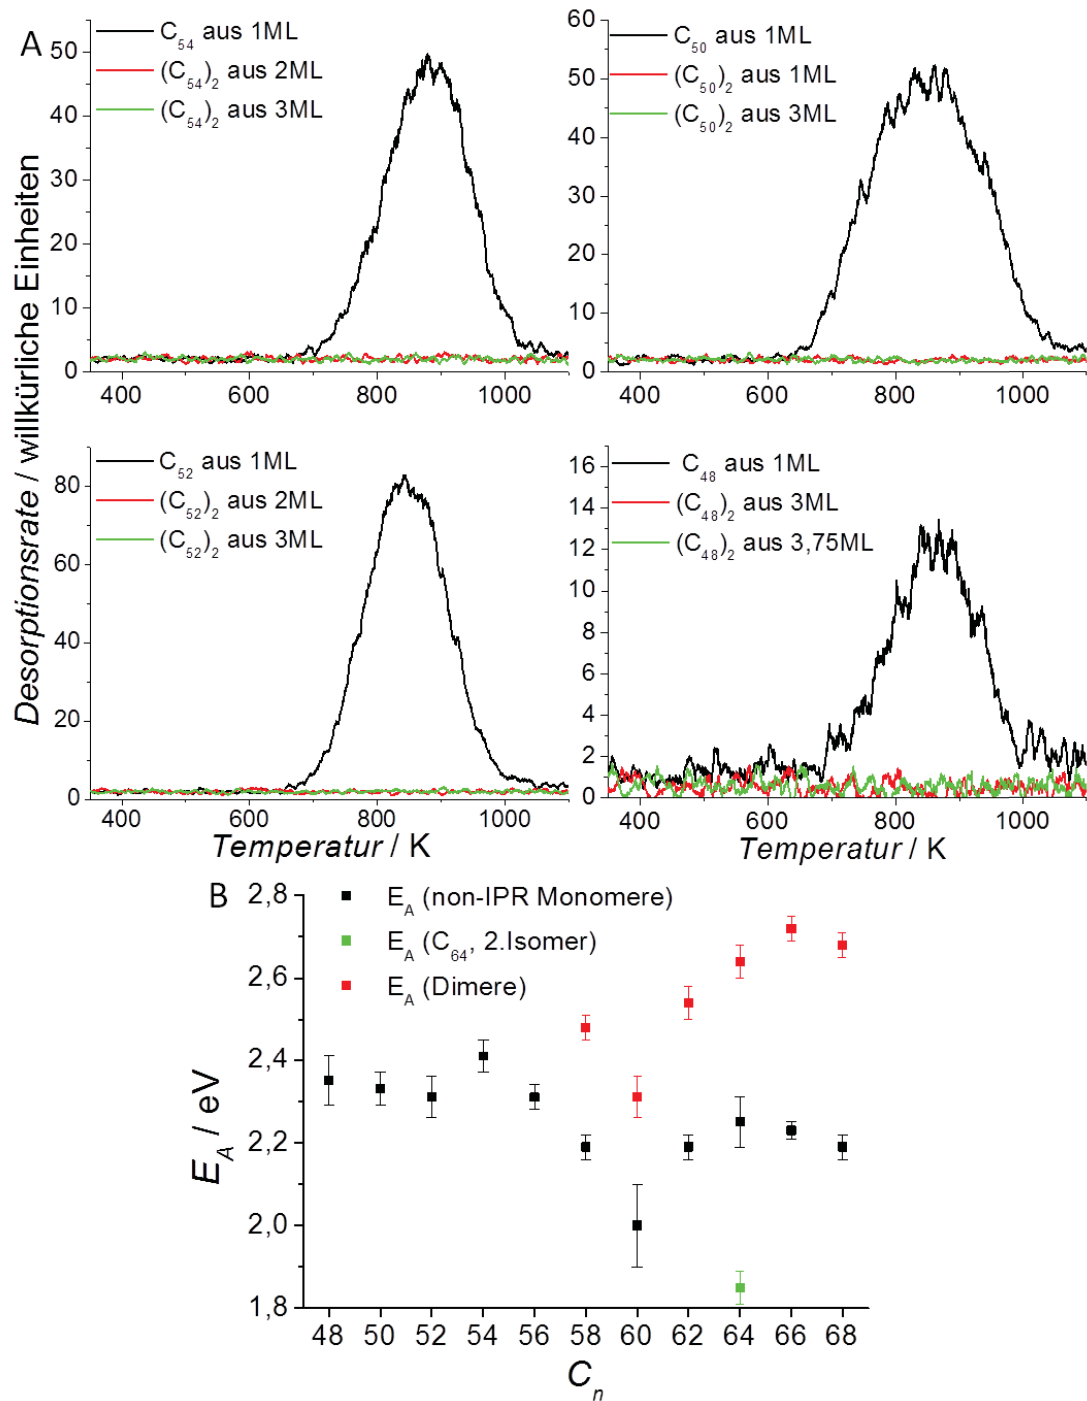 A
Desorptionsrate / willkürliche Einheiten
C54 aus 1ML
(C54)2 aus 2ML
(C54)2 aus 3ML
50
40
30
20
10
0
400 600 800 1000
C50 aus 1ML
(C50)2 aus 1ML
(C50)2 aus 3ML
60
50
40
30
20
10
0
400 600 800 1000
C52 aus 1ML
(C52)2 aus 2ML
(C52)2 aus 3ML
80
60
40
20
0
400 600 800 1000
Temperatur / K
C48 aus 1ML
(C48)2 aus 3ML
(C48)2 aus 3,75ML
16
14
12
10
8
6
4
2
0
400 600 800 1000
Temperatur / K
B
EA (non-IPR Monomere)
EA (C64, 2.Isomer)
EA (Dimere)
EA / eV
2,8
2,6
2,4
2,2
2,0
1,8
48 50 52 54 56 58 60 62 64 66 68
Cn